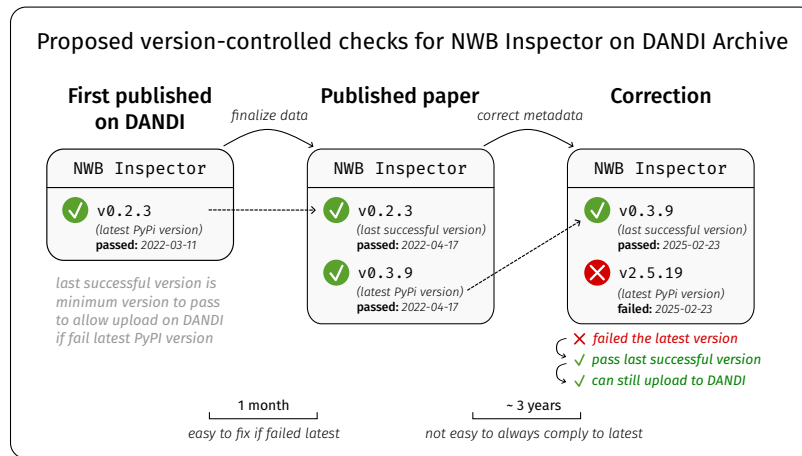 Proposed version-controlled checks for NWB Inspector on DANDI Archive
First published
on DANDI
finalize data
Published paper
correct metadata
Correction
NWB Inspector
v0.2.3
(latest PyPi version)
passed: 2022-03-11
last successful version is
minimum version to pass
to allow upload on DANDI
if fail latest PyPI version
NWB Inspector
v0.2.3
(last successful version)
passed: 2022-04-17
v0.3.9
(latest PyPi version)
passed: 2022-04-17
NWB Inspector
v0.3.9
(last successful version)
passed: 2025-02-23
v2.5.19
(latest PyPi version)
failed: 2025-02-23
failed the latest version
pass last successful version
can still upload to DANDI
1 month
easy to fix if failed latest
~ 3 years
not easy to always comply to latest